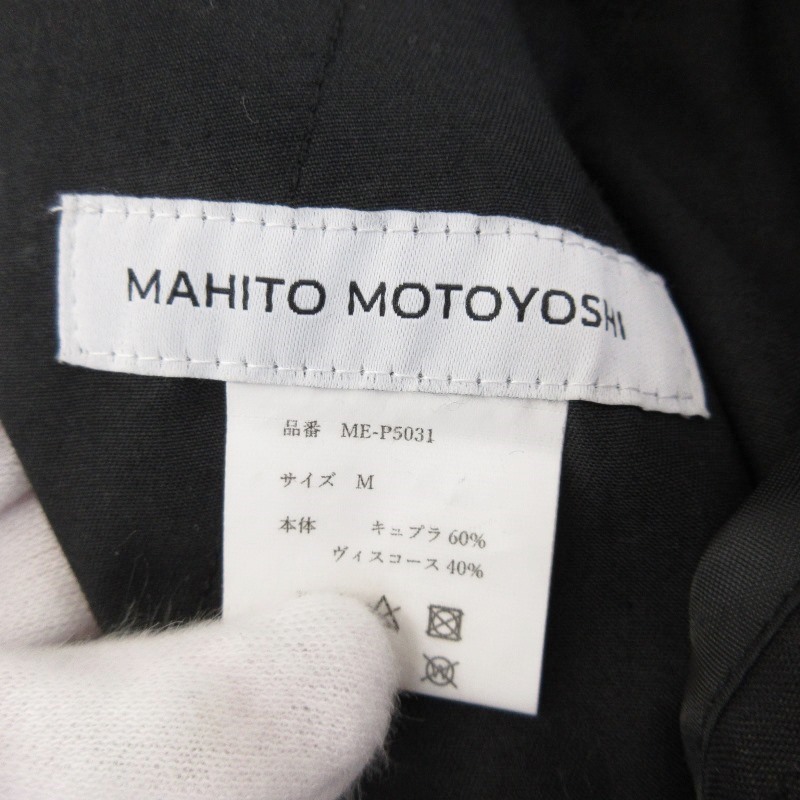 MAHITO MOTOYOSHI
品番 ME-P5031
サイズ M
本体 キュプラ 60%
ヴィスコース 40%